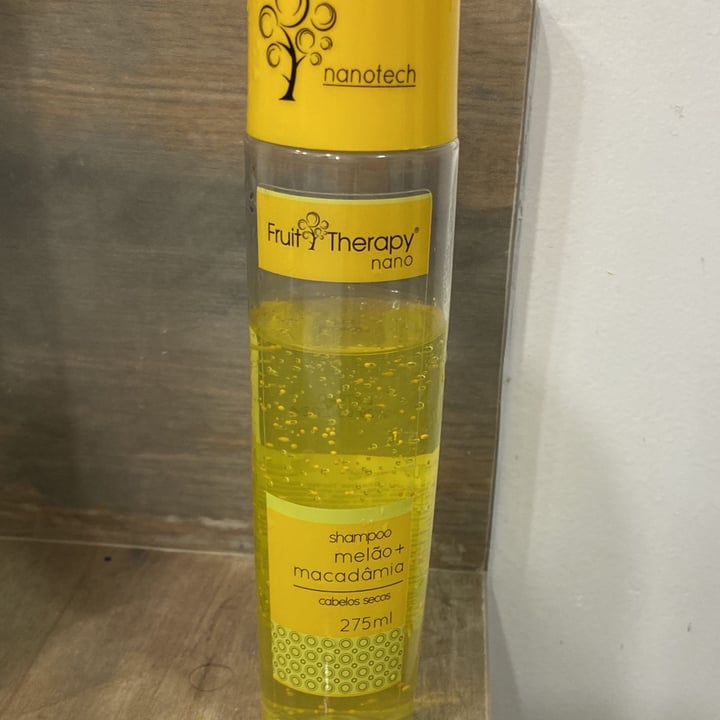 nanotech
Fruit Therapy®
nano
shampoo
melão +
macadâmia
cabelos secos
275ml